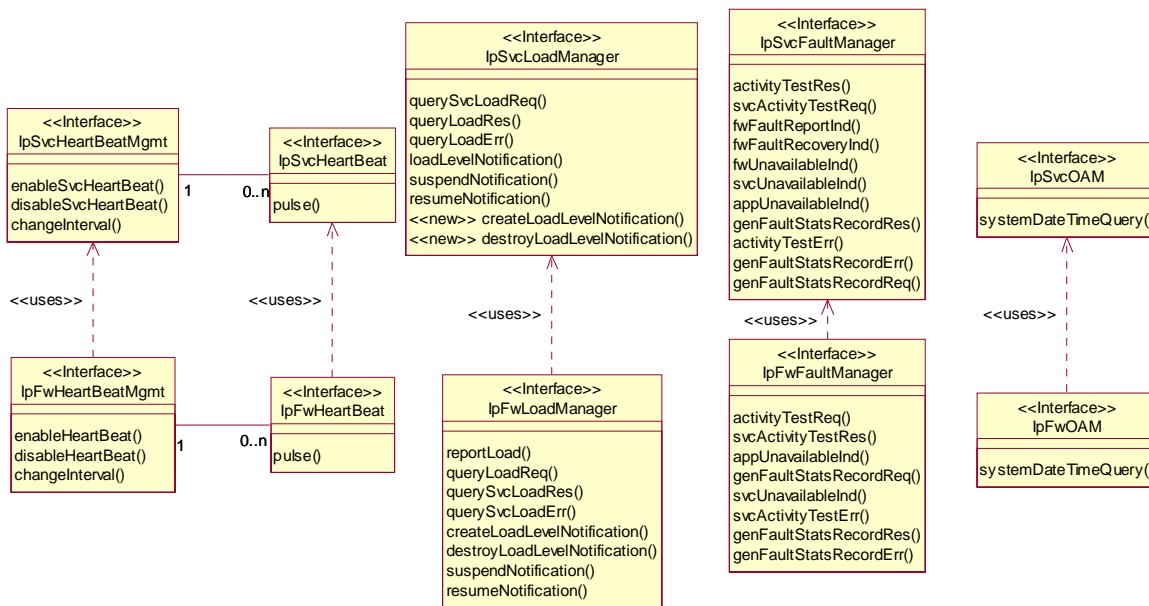 <<Interface>>
IpSvcHeartBeatMgmt
enableSvcHeartBeat()
disableSvcHeartBeat()
changeInterval()
1
0..n
<<Interface>>
IpSvcHeartBeat
pulse()
<<Interface>>
IpSvcLoadManager
querySvcLoadReq()
queryLoadRes()
queryLoadErr()
loadLevelNotification()
suspendNotification()
resumeNotification()
<<new>> createLoadLevelNotification()
<<new>> destroyLoadLevelNotification()
<<Interface>>
IpSvcFaultManager
activityTestRes()
svcActivityTestReq()
fwFaultReportInd()
fwFaultRecoveryInd()
fwUnavailableInd()
svcUnavailableInd()
appUnavailableInd()
genFaultStatsRecordRes()
activityTestErr()
genFaultStatsRecordErr()
genFaultStatsRecordReq()
<<Interface>>
IpSvcOAM
systemDateTimeQuery(
<<uses>>
<<uses>>
<<uses>>
<<uses>>
<<uses>>
<<Interface>>
IpFwHeartBeatMgmt
enableHeartBeat()
disableHeartBeat()
changeInterval()
1
0..n
<<Interface>>
IpFwHeartBeat
pulse()
<<Interface>>
IpFwLoadManager
reportLoad()
queryLoadReq()
querySvcLoadRes()
querySvcLoadErr()
createLoadLevelNotification()
destroyLoadLevelNotification()
suspendNotification()
resumeNotification()
<<Interface>>
IpFwFaultManager
activityTestReq()
svcActivityTestRes()
appUnavailableInd()
genFaultStatsRecordReq()
svcUnavailableInd()
svcActivityTestErr()
genFaultStatsRecordRes()
genFaultStatsRecordErr()
<<Interface>>
IpFwOAM
systemDateTimeQuery(